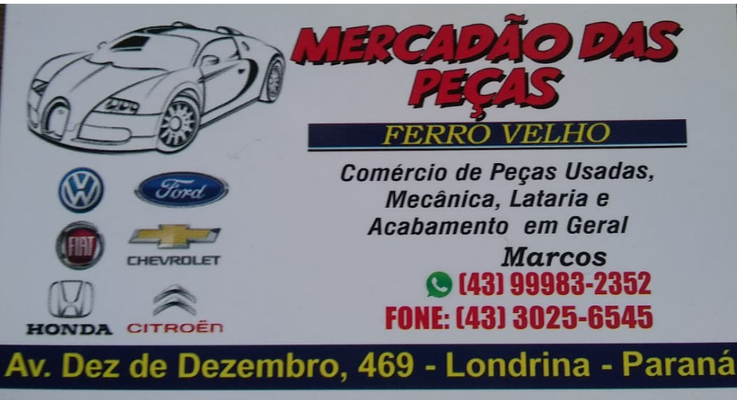 MERCADÃO DAS
PEÇAS
FERRO VELHO
Comércio de Peças Usadas,
Mecânica, Lataria e
Acabamento em Geral
Marcos
(43) 99983-2352
FONE: (43) 3025-6545
Ford
FIAT
CHEVROLET
HONDA CITROËN
Av. Dez de Dezembro, 469 - Londrina - Paraná